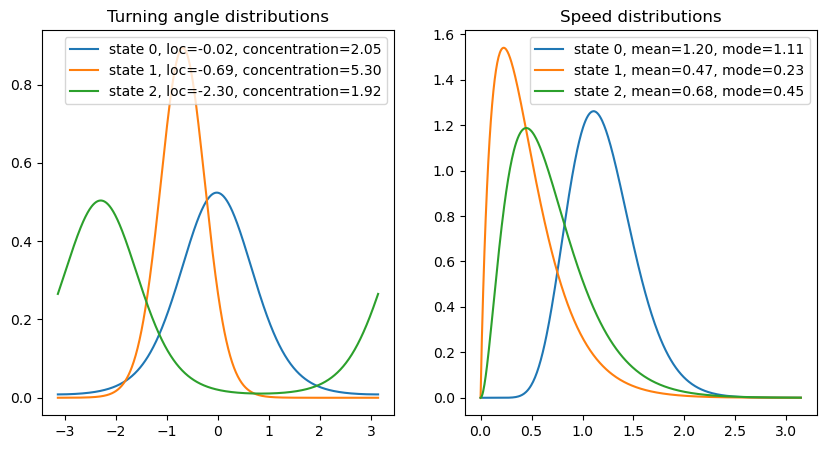 Turning angle distributions
state 0, loc=-0.02, concentration=2.05
state 1, loc=-0.69, concentration=5.30
state 2, loc=-2.30, concentration=1.92
0.8
0.6
0.4
0.2
0.0
−3 −2 −1 0 1 2 3
Speed distributions
state 0, mean=1.20, mode=1.11
state 1, mean=0.47, mode=0.23
state 2, mean=0.68, mode=0.45
1.6
1.4
1.2
1.0
0.8
0.6
0.4
0.2
0.0
0.0 0.5 1.0 1.5 2.0 2.5 3.0